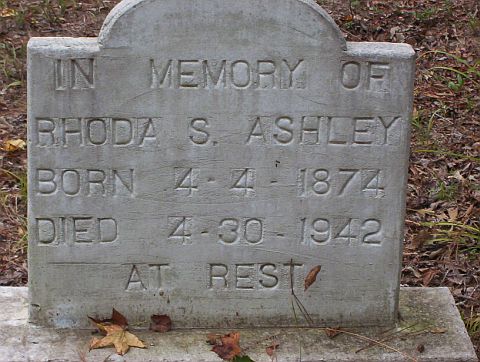 IN MEMORY OF
RHODA S. ASHLEY
BORN 4-4-1874
DIED 4-30-1942
AT REST